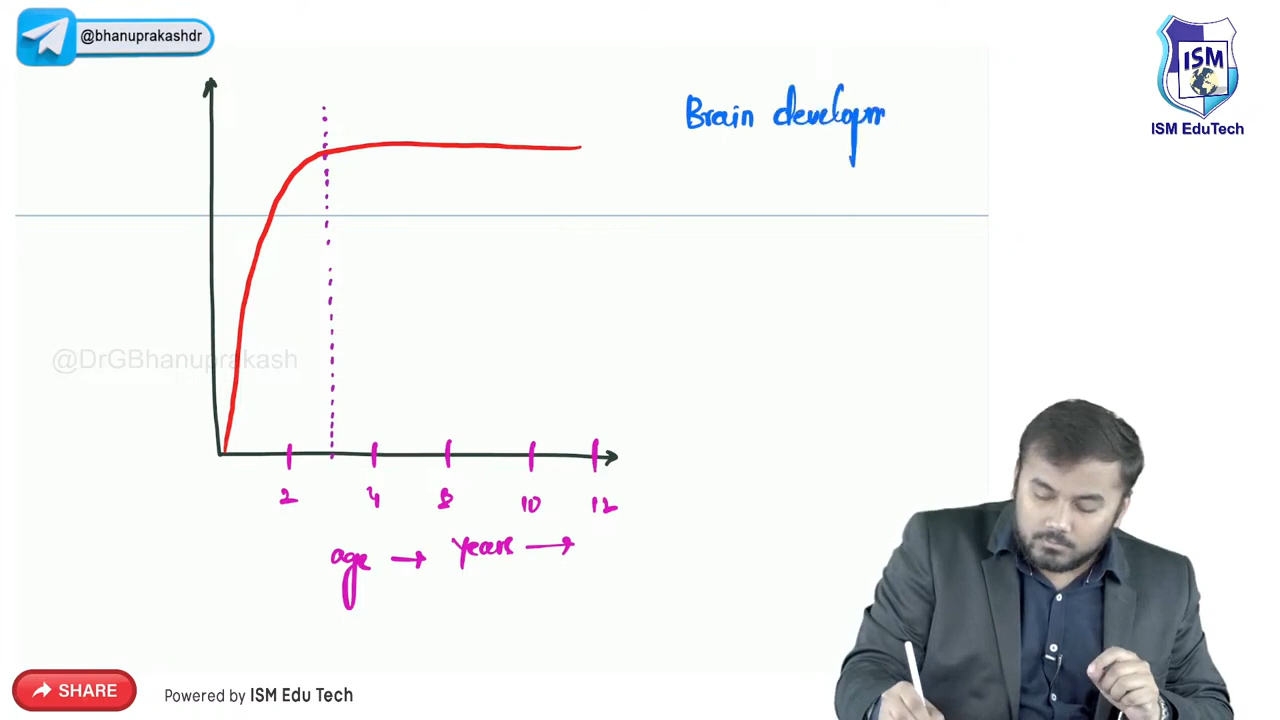 @bhanuprakashdr
ISM
ISM EduTech
Brain developm
@DrGBhanuprakash
2 4 8 10 12
age → years →
SHARE
Powered by ISM Edu Tech